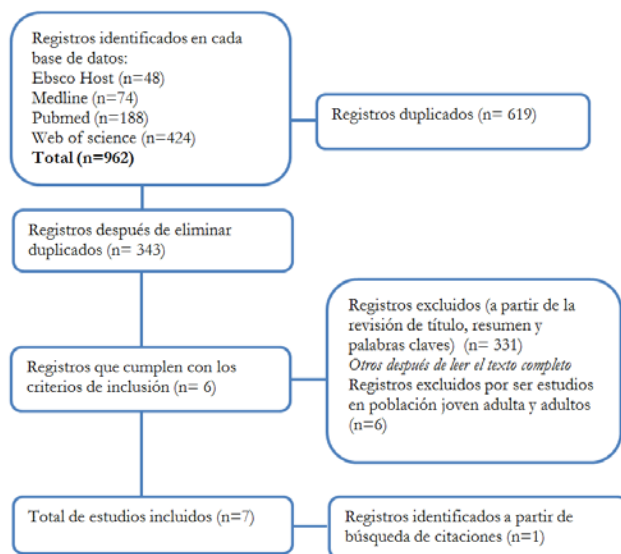 Registros identificados en cada
base de datos:
Ebsco Host (n=48)
Medline (n=74)
Pubmed (n=188)
Web of science (n=424)
Total (n=962)
Registros duplicados (n= 619)
Registros después de eliminar
duplicados (n= 343)
Registros excluidos (a partir de la
revisión de título, resumen y
palabras claves) (n= 331)
Otros después de leer el texto completo
Registros excluidos por ser estudios
en población joven adulta y adultos
(n=6)
Registros que cumplen con los
criterios de inclusión (n= 6)
Total de estudios incluidos (n=7)
Registros identificados a partir de
búsqueda de citaciones (n=1)